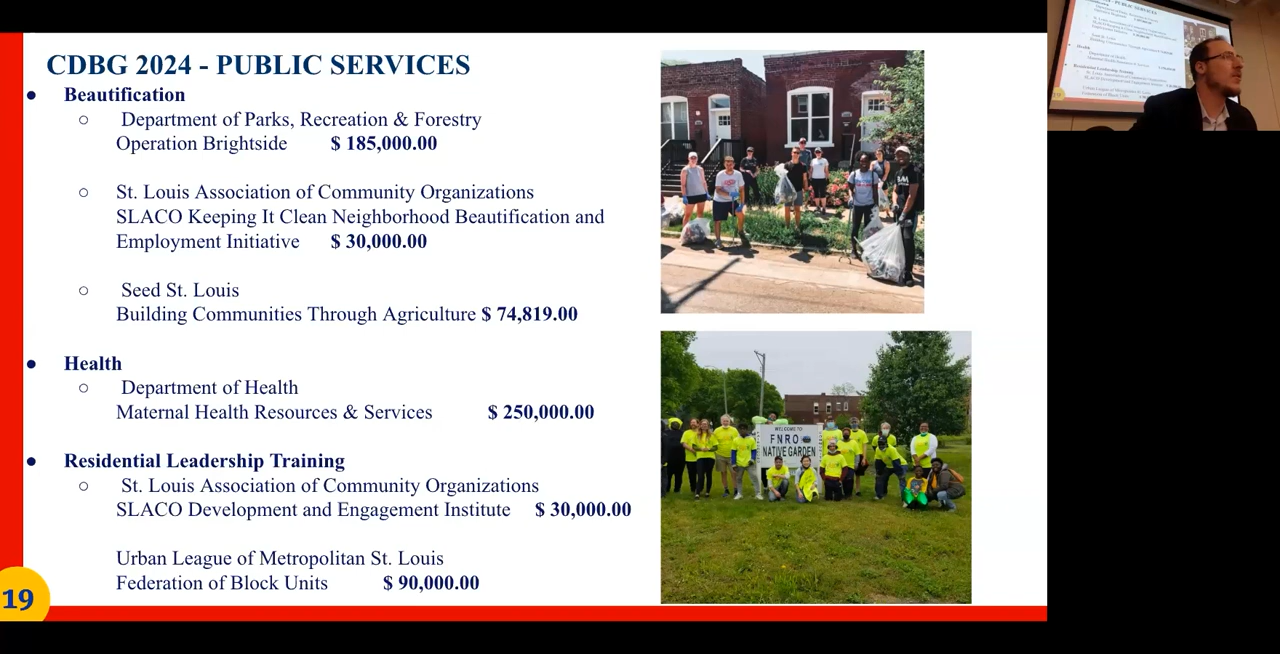 CDBG 2024 - PUBLIC SERVICES
● Beautification
○ Department of Parks, Recreation & Forestry
Operation Brightside $ 185,000.00
○ St. Louis Association of Community Organizations
SLACO Keeping It Clean Neighborhood Beautification and
Employment Initiative $ 30,000.00
○ Seed St. Louis
Building Communities Through Agriculture $ 74,819.00
● Health
○ Department of Health
Maternal Health Resources & Services $ 250,000.00
● Residential Leadership Training
○ St. Louis Association of Community Organizations
SLACO Development and Engagement Institute $ 30,000.00
Urban League of Metropolitan St. Louis
Federation of Block Units $ 90,000.00
19
WELCOME TO
FNRO
NATIVE GARDEN